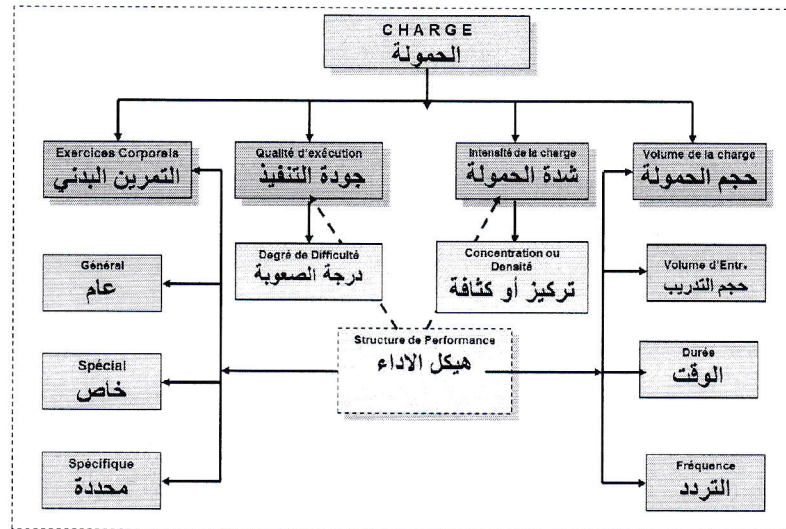 CHARGE
الحمولة
Exercices Corporels
التمرين البدني
Qualité d'exécution
جودة التنفيذ
Intensité de la charge
شدة الحمولة
Volume de la charge
حجم الحمولة
Degré de Difficulté
درجة الصعوبة
Concentration ou
Densité
تركيز أو كثافة
Général
عام
Volume d'Entr.
حجم التدريب
Structure de Performance
هيكل الاداء
Spécial
خاص
Durée
الوقت
Spécifique
محددة
Fréquence
التردد